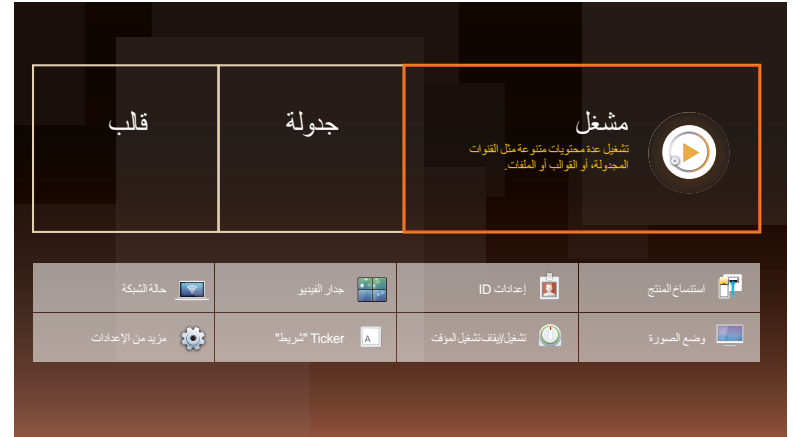 مشغل
تشغيل عدة محتويات متنوعة مثل القنوات
المجدولة، أو القوالب أو الملفات.
جدولة
قالب
استنساخ المنتج
إعدادات ID
جدار الفيديو
حالة الشبكة
وضع الصورة
تشغيل/إيقاف تشغيل المؤقت
Ticker "شريط"
A
مزيد من الإعدادات